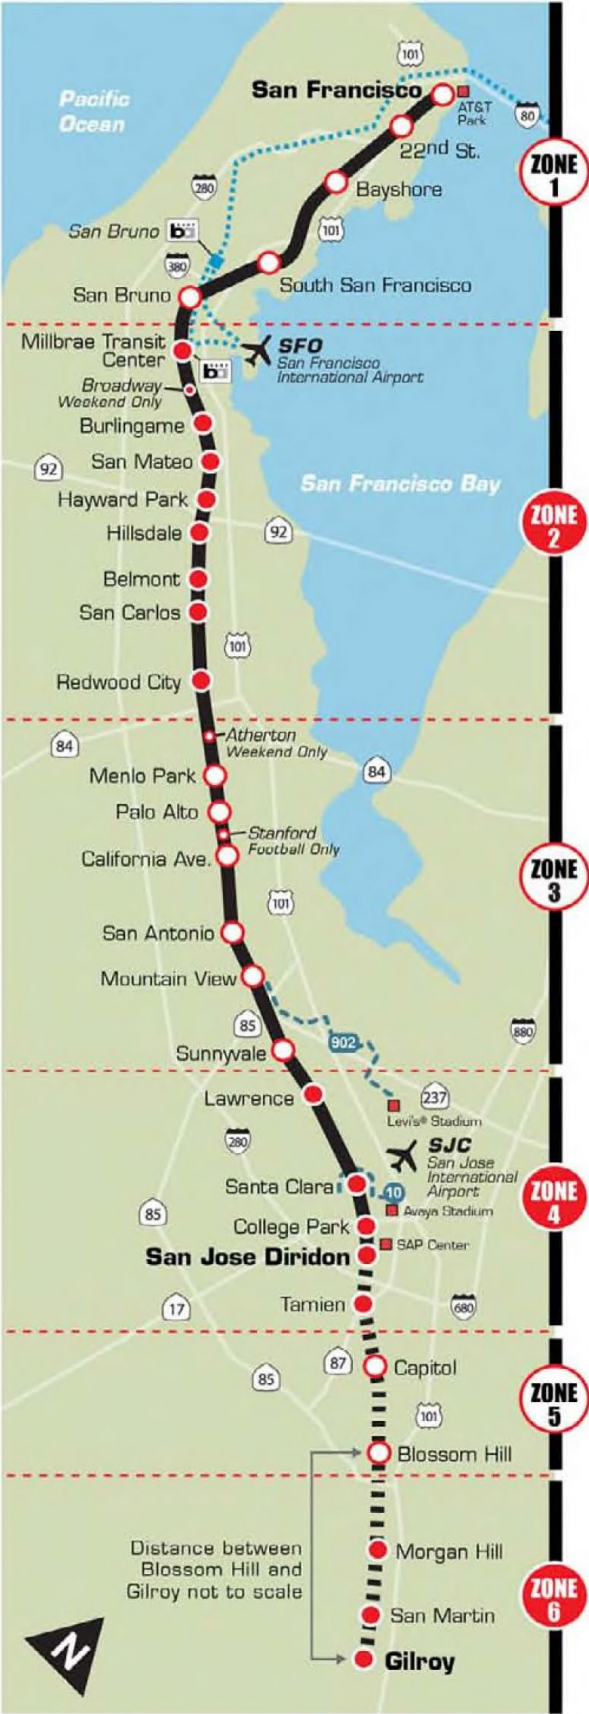 101
Pacific
Ocean
San Francisco
AT&T
Park
80
22nd St.
ZONE
1
280
Bayshore
101
San Bruno
ba
380
South San Francisco
San Bruno
Millbrae Transit
Center
ba
SFO
San Francisco
International Airport
Broadway
Weekend Only
Burlingame
San Mateo
92
San Francisco Bay
Hayward Park
ZONE
2
Hillsdale
92
Belmont
San Carlos
101
Redwood City
Atherton
Weekend Only
84
Menlo Park
84
Palo Alto
Stanford
Football Only
California Ave.
ZONE
3
101
San Antonio
Mountain View
85
902
880
Sunnyvale
Lawrence
237
Levi's® Stadium
280
SJC
San Jose
International
Airport
Santa Clara
10
ZONE
4
85
Avaya Stadium
College Park
SAP Center
San Jose Diridon
Tamien
17
680
87
Capitol
85
ZONE
5
101
Blossom Hill
Distance between
Blossom Hill and
Gilroy not to scale
Morgan Hill
ZONE
6
San Martin
N
Gilroy